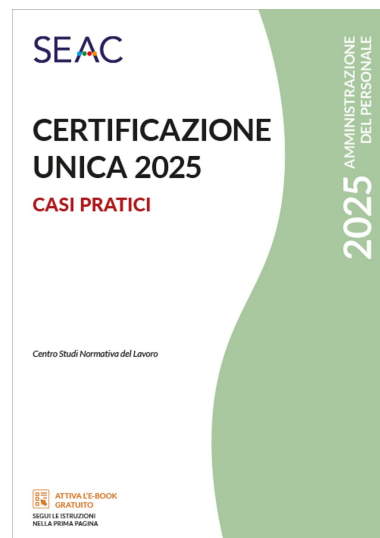 SEAC
CERTIFICAZIONE
UNICA 2025
CASI PRATICI
Centro Studi Normativa del Lavoro
ATTIVA L'E-BOOK
GRATUITO
SEGUI LE ISTRUZIONI
NELLA PRIMA PAGINA
2025 AMMINISTRAZIONE
DEL PERSONALE